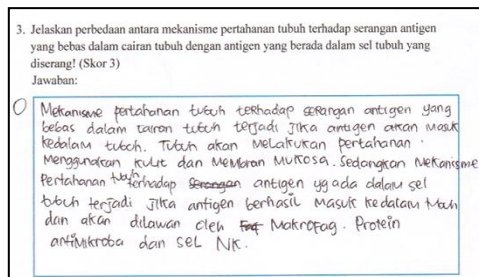 3. Jelaskan perbedaan antara mekanisme pertahanan tubuh terhadap serangan antigen
yang bebas dalam cairan tubuh dengan antigen yang berada dalam sel tubuh yang
diserang! (Skor 3)
Jawaban:
Mekanisme pertahanan tubuh terhadap serangan antigen yang
bebas dalam cairan tubuh terjadi jika antigen akan masuk
kedalam tubuh. Tubuh akan melakukan pertahanan.
Menggunakan kulit dan membran mukosa. Sedangkan mekanisme
pertahanan tubuh terhadap serangan antigen yg ada dalam sel
tubuh terjadi jika antigen berhasil masuk kedalam tubuh
dan akan dilawan oleh Makrofag. Protein
antimikroba dan sel NK.